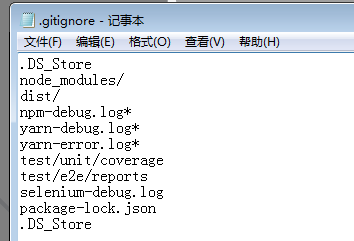 .gitignore - 记事本
文件(F) 编辑(E) 格式(O) 查看(V) 帮助(H)
.DS_Store
node_modules/
dist/
npm-debug.log*
yarn-debug.log*
yarn-error.log*
test/unit/coverage
test/e2e/reports
selenium-debug.log
package-lock.json
.DS_Store